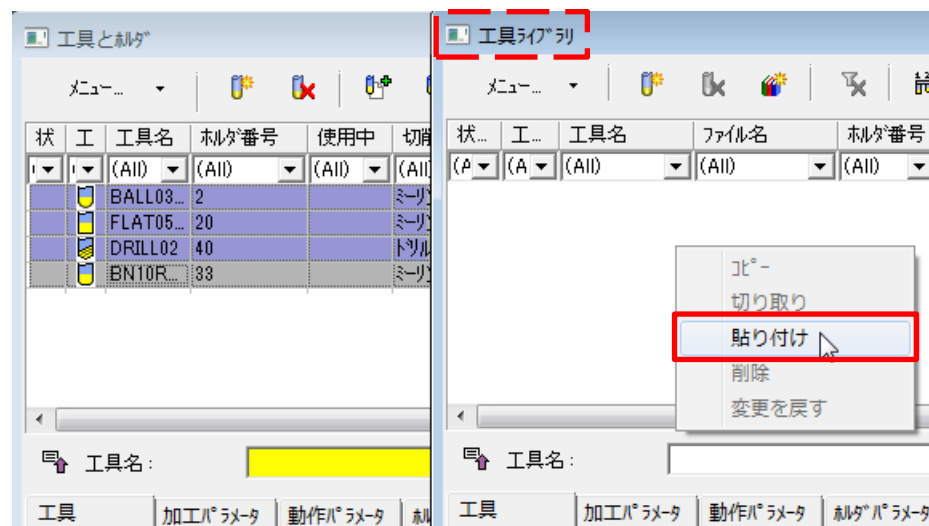 工具とﾎﾙﾀﾞ
ﾒﾆｭｰ...
状 工 工具名 ﾎﾙﾀﾞ番号 使用中 切削
(All) (All) (All) (All)
BALL03... 2 ﾐｰﾘﾝ
FLAT05... 20 ﾐｰﾘﾝ
DRILL02 40 ﾄﾞﾘﾙ
BN10R... 33 ﾐｰﾘﾝ
工具名 :
工具 加工ﾊﾟﾗﾒｰﾀ 動作ﾊﾟﾗﾒｰﾀ ﾎﾙ
工具ﾗｲﾌﾞﾗﾘ
ﾒﾆｭｰ...
状... 工... 工具名 ﾌｧｲﾙ名 ﾎﾙﾀﾞ番号
(A (A (All) (All) (All)
ｺﾋﾟｰ
切り取り
貼り付け
削除
変更を戻す
工具名 :
工具 加工ﾊﾟﾗﾒｰﾀ 動作ﾊﾟﾗﾒｰﾀ ﾎﾙﾀﾞﾊﾟﾗﾒｰﾀ